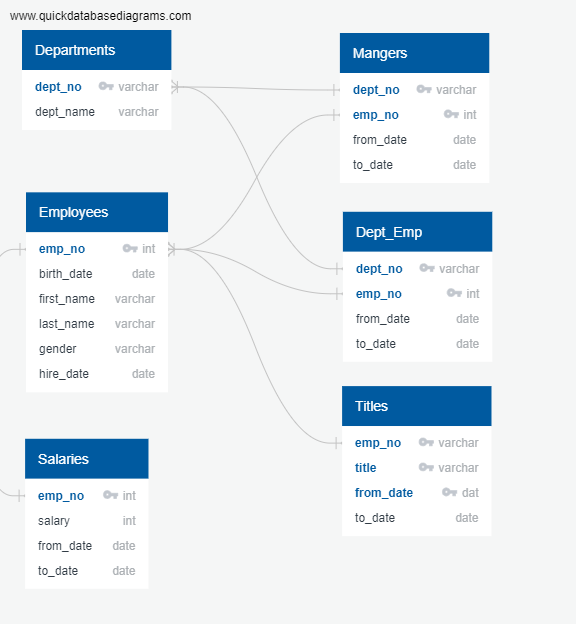 www.quickdatabasediagrams.com
Departments
dept_no varchar
dept_name varchar
Employees
emp_no int
birth_date date
first_name varchar
last_name varchar
gender varchar
hire_date date
Salaries
emp_no int
salary int
from_date date
to_date date
Mangers
dept_no varchar
emp_no int
from_date date
to_date date
Dept_Emp
dept_no varchar
emp_no int
from_date date
to_date date
Titles
emp_no varchar
title varchar
from_date dat
to_date date